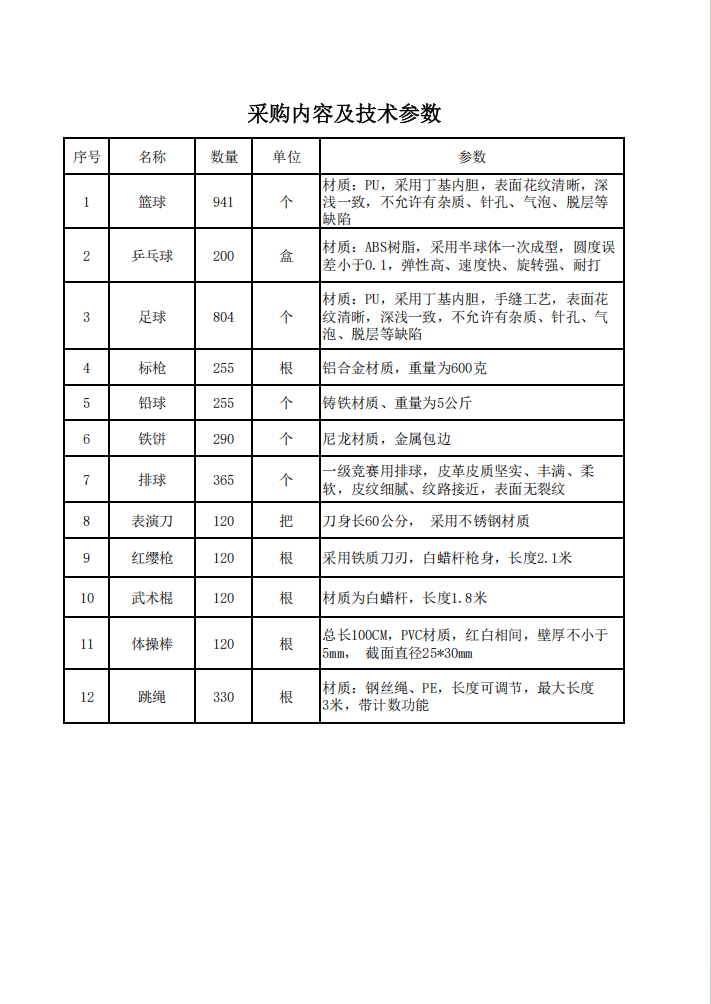 采购内容及技术参数
序号 名称 数量 单位 参数
1 篮球 941 个 材质：PU，采用丁基内胆，表面花纹清晰，深
浅一致，不允许有杂质、针孔、气泡、脱层等
缺陷
2 乒乓球 200 盒 材质：ABS树脂，采用半球体一次成型，圆度误
差小于0.1，弹性高、速度快、旋转强、耐打
3 足球 804 个 材质：PU，采用丁基内胆，手缝工艺，表面花
纹清晰，深浅一致，不允许有杂质、针孔、气
泡、脱层等缺陷
4 标枪 255 根 铝合金材质，重量为600克
5 铅球 255 个 铸铁材质、重量为5公斤
6 铁饼 290 个 尼龙材质，金属包边
7 排球 365 个 一级竞赛用排球，皮革皮质坚实、丰满、柔
软，皮纹细腻、纹路接近，表面无裂纹
8 表演刀 120 把 刀身长60公分， 采用不锈钢材质
9 红缨枪 120 根 采用铁质刀刃，白蜡杆枪身，长度2.1米
10 武术棍 120 根 材质为白蜡杆，长度1.8米
11 体操棒 120 根 总长100CM，PVC材质，红白相间，壁厚不小于
5mm， 截面直径25*30mm
12 跳绳 330 根 材质：钢丝绳、PE，长度可调节，最大长度
3米，带计数功能